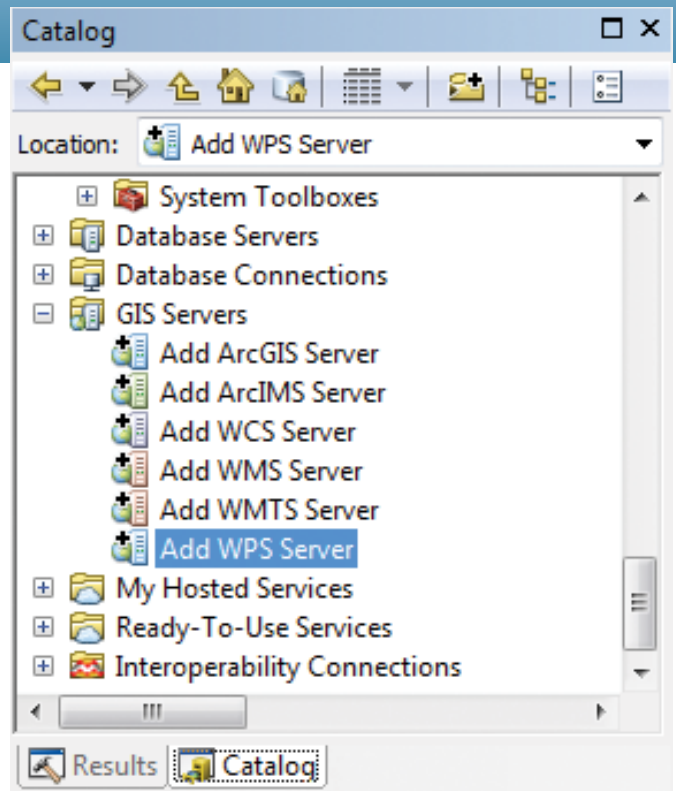 Catalog
Location: Add WPS Server
System Toolboxes
Database Servers
Database Connections
GIS Servers
Add ArcGIS Server
Add ArcIMS Server
Add WCS Server
Add WMS Server
Add WMTS Server
Add WPS Server
My Hosted Services
Ready-To-Use Services
Interoperability Connections
Results Catalog